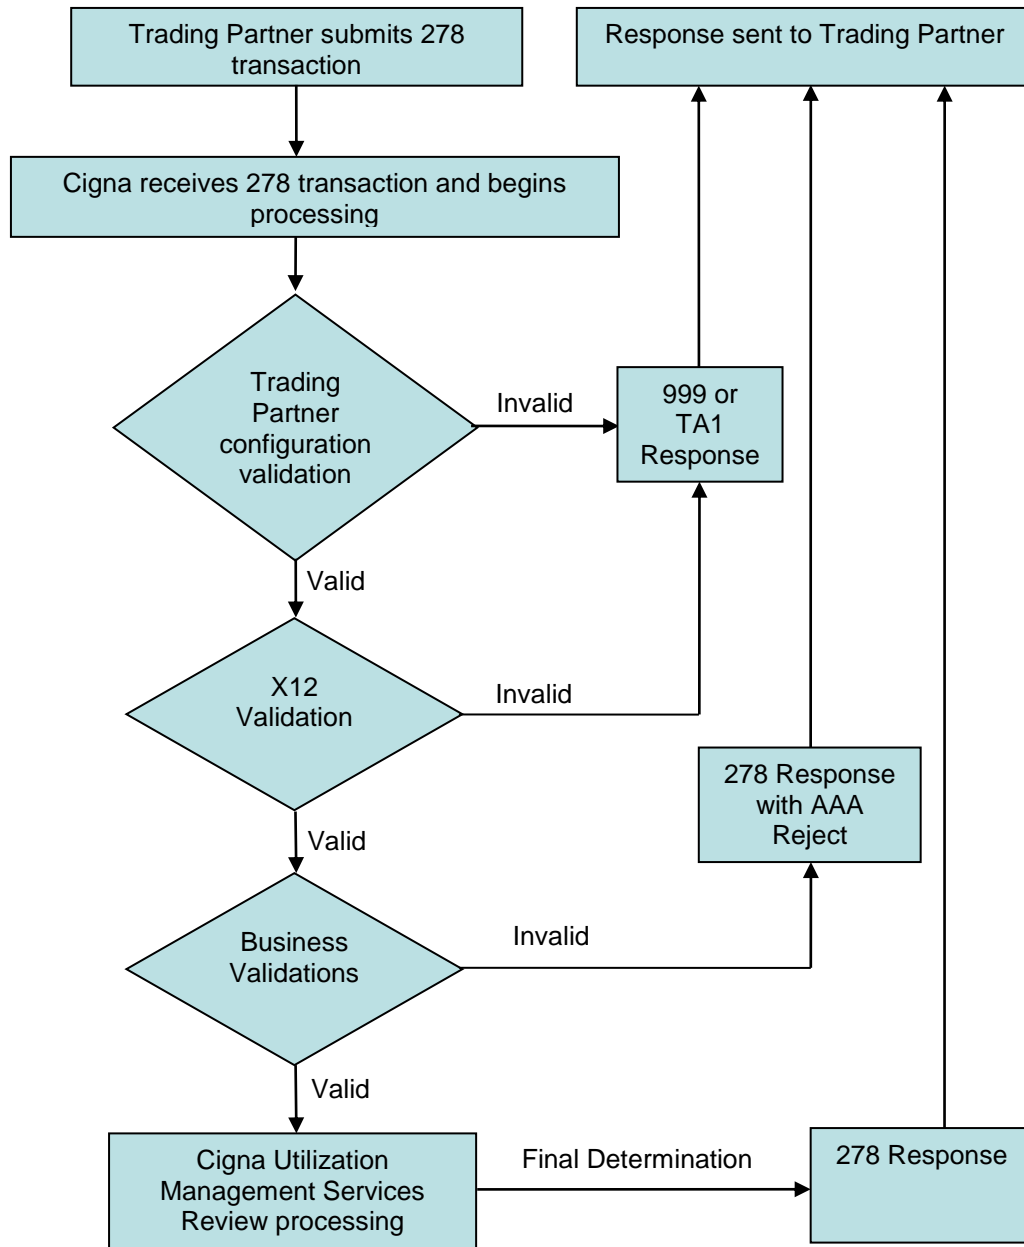 Trading Partner submits 278
transaction
Response sent to Trading Partner
Cigna receives 278 transaction and begins
processing
Trading
Partner
configuration
validation
Invalid
999 or
TA1
Response
Valid
X12
Validation
Invalid
278 Response
with AAA
Reject
Valid
Business
Validations
Invalid
Valid
Cigna Utilization
Management Services
Review processing
Final Determination
278 Response